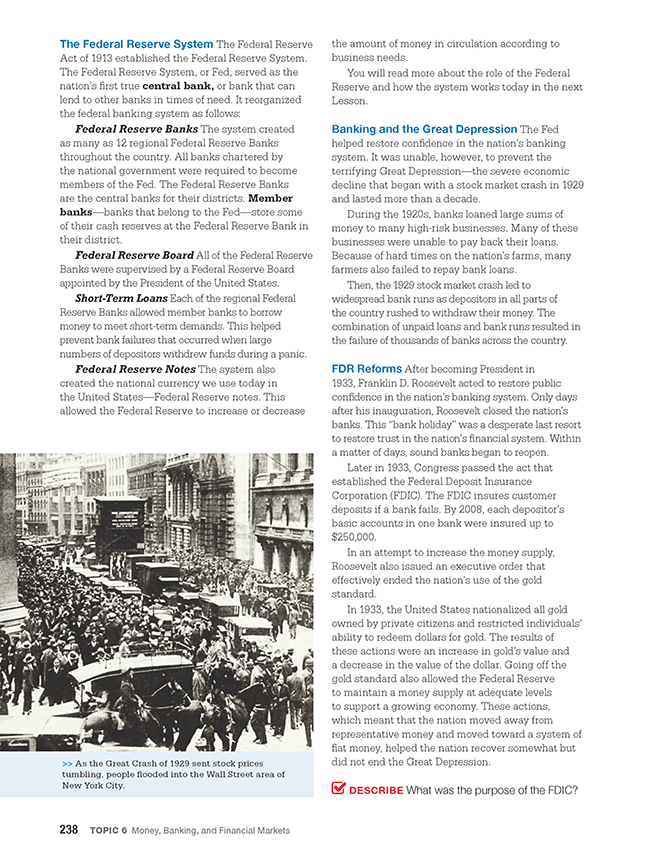 The Federal Reserve System The Federal Reserve
Act of 1913 established the Federal Reserve System.
The Federal Reserve System, or Fed, served as the
nation's first true central bank, or bank that can
lend to other banks in times of need. It reorganized
the federal banking system as follows:
Federal Reserve Banks The system created
as many as 12 regional Federal Reserve Banks
throughout the country. All banks chartered by
the national government were required to become
members of the Fed. The Federal Reserve Banks
are the central banks for their districts. Member
banks—banks that belong to the Fed—store some
of their cash reserves at the Federal Reserve Bank in
their district.
Federal Reserve Board All of the Federal Reserve
Banks were supervised by a Federal Reserve Board
appointed by the President of the United States.
Short-Term Loans Each of the regional Federal
Reserve Banks allowed member banks to borrow
money to meet short-term demands. This helped
prevent bank failures that occurred when large
numbers of depositors withdrew funds during a panic.
Federal Reserve Notes The system also
created the national currency we use today in
the United States—Federal Reserve notes. This
allowed the Federal Reserve to increase or decrease
>> As the Great Crash of 1929 sent stock prices
tumbling, people flooded into the Wall Street area of
New York City.
the amount of money in circulation according to
business needs.
You will read more about the role of the Federal
Reserve and how the system works today in the next
Lesson.
Banking and the Great Depression The Fed
helped restore confidence in the nation's banking
system. It was unable, however, to prevent the
terrifying Great Depression—the severe economic
decline that began with a stock market crash in 1929
and lasted more than a decade.
During the 1920s, banks loaned large sums of
money to many high-risk businesses. Many of these
businesses were unable to pay back their loans.
Because of hard times on the nation's farms, many
farmers also failed to repay bank loans.
Then, the 1929 stock market crash led to
widespread bank runs as depositors in all parts of
the country rushed to withdraw their money. The
combination of unpaid loans and bank runs resulted in
the failure of thousands of banks across the country.
FDR Reforms After becoming President in
1933, Franklin D. Roosevelt acted to restore public
confidence in the nation's banking system. Only days
after his inauguration, Roosevelt closed the nation's
banks. This "bank holiday" was a desperate last resort
to restore trust in the nation's financial system. Within
a matter of days, sound banks began to reopen.
Later in 1933, Congress passed the act that
established the Federal Deposit Insurance
Corporation (FDIC). The FDIC insures customer
deposits if a bank fails. By 2008, each depositor's
basic accounts in one bank were insured up to
$250,000.
In an attempt to increase the money supply,
Roosevelt also issued an executive order that
effectively ended the nation's use of the gold
standard.
In 1933, the United States nationalized all gold
owned by private citizens and restricted individuals'
ability to redeem dollars for gold. The results of
these actions were an increase in gold's value and
a decrease in the value of the dollar. Going off the
gold standard also allowed the Federal Reserve
to maintain a money supply at adequate levels
to support a growing economy. These actions,
which meant that the nation moved away from
representative money and moved toward a system of
fiat money, helped the nation recover somewhat but
did not end the Great Depression.
DESCRIBE What was the purpose of the FDIC?
238 TOPIC 6 Money, Banking, and Financial Markets